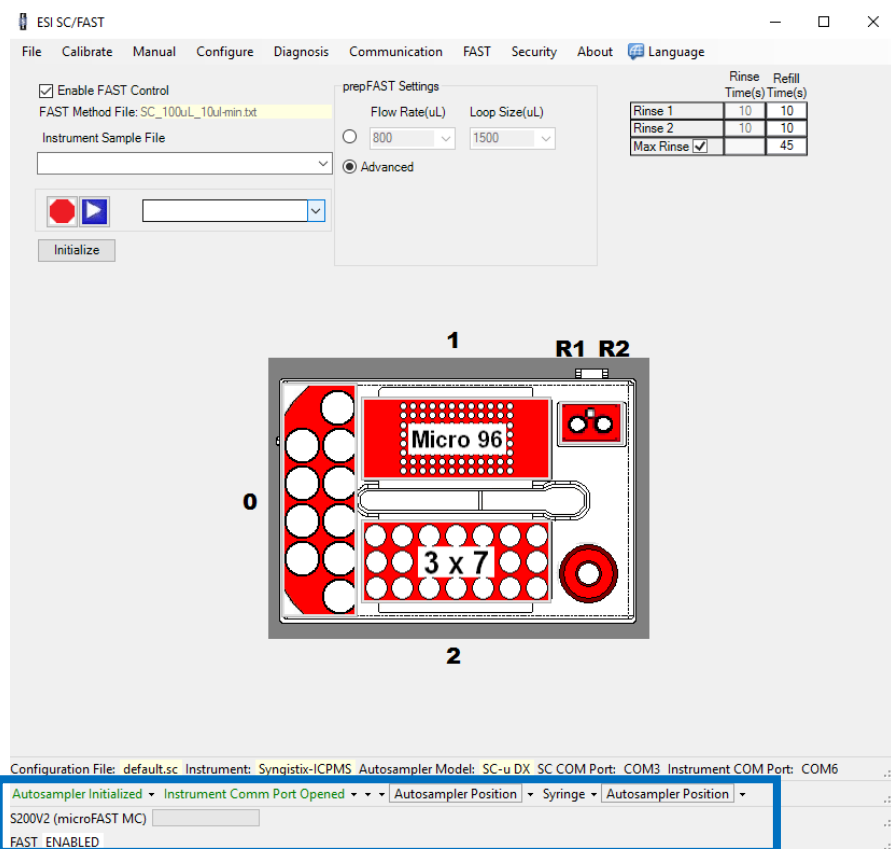 ESI SC/FAST
File Calibrate Manual Configure Diagnosis Communication FAST Security About Language
Enable FAST Control
FAST Method File: SC_100uL_10ul-min.txt
Instrument Sample File
Initialize
prepFAST Settings
Flow Rate(uL) Loop Size(uL)
800 1500
Advanced
Rinse Refill
Time(s) Time(s)
Rinse 1 10 10
Rinse 2 10 10
Max Rinse 45
1
R1 R2
Micro 96
0
3 x 7
2
Configuration File: default.sc Instrument: Syngistix-ICPMS Autosampler Model: SC-u DX SC COM Port: COM3 Instrument COM Port: COM6
Autosampler Initialized Instrument Comm Port Opened Autosampler Position Syringe Autosampler Position
S200V2 (microFAST MC)
FAST ENABLED